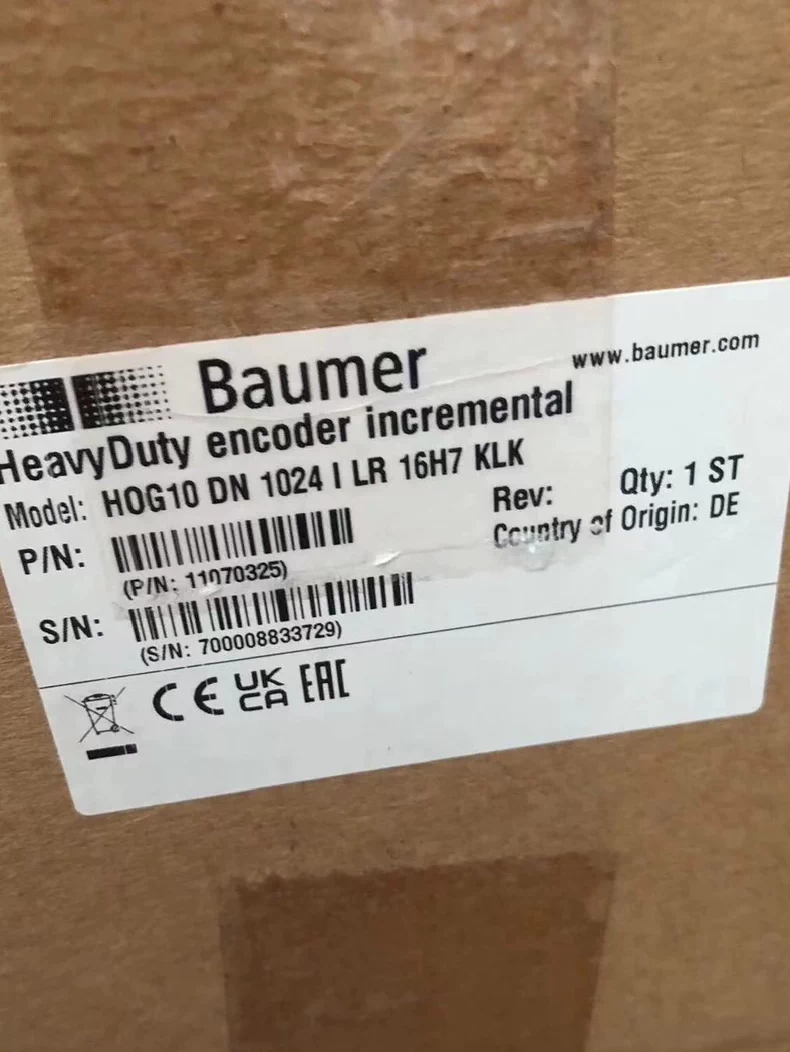 Baumer
www.baumer.com
HeavyDuty encoder incremental
Model: HOG10 DN 1024 I LR 16H7 KLK
Rev:
Qty: 1 ST
P/N:
(P/N: 11070325)
Country of Origin: DE
S/N:
(S/N: 700008833729)
CE UK CA EAC